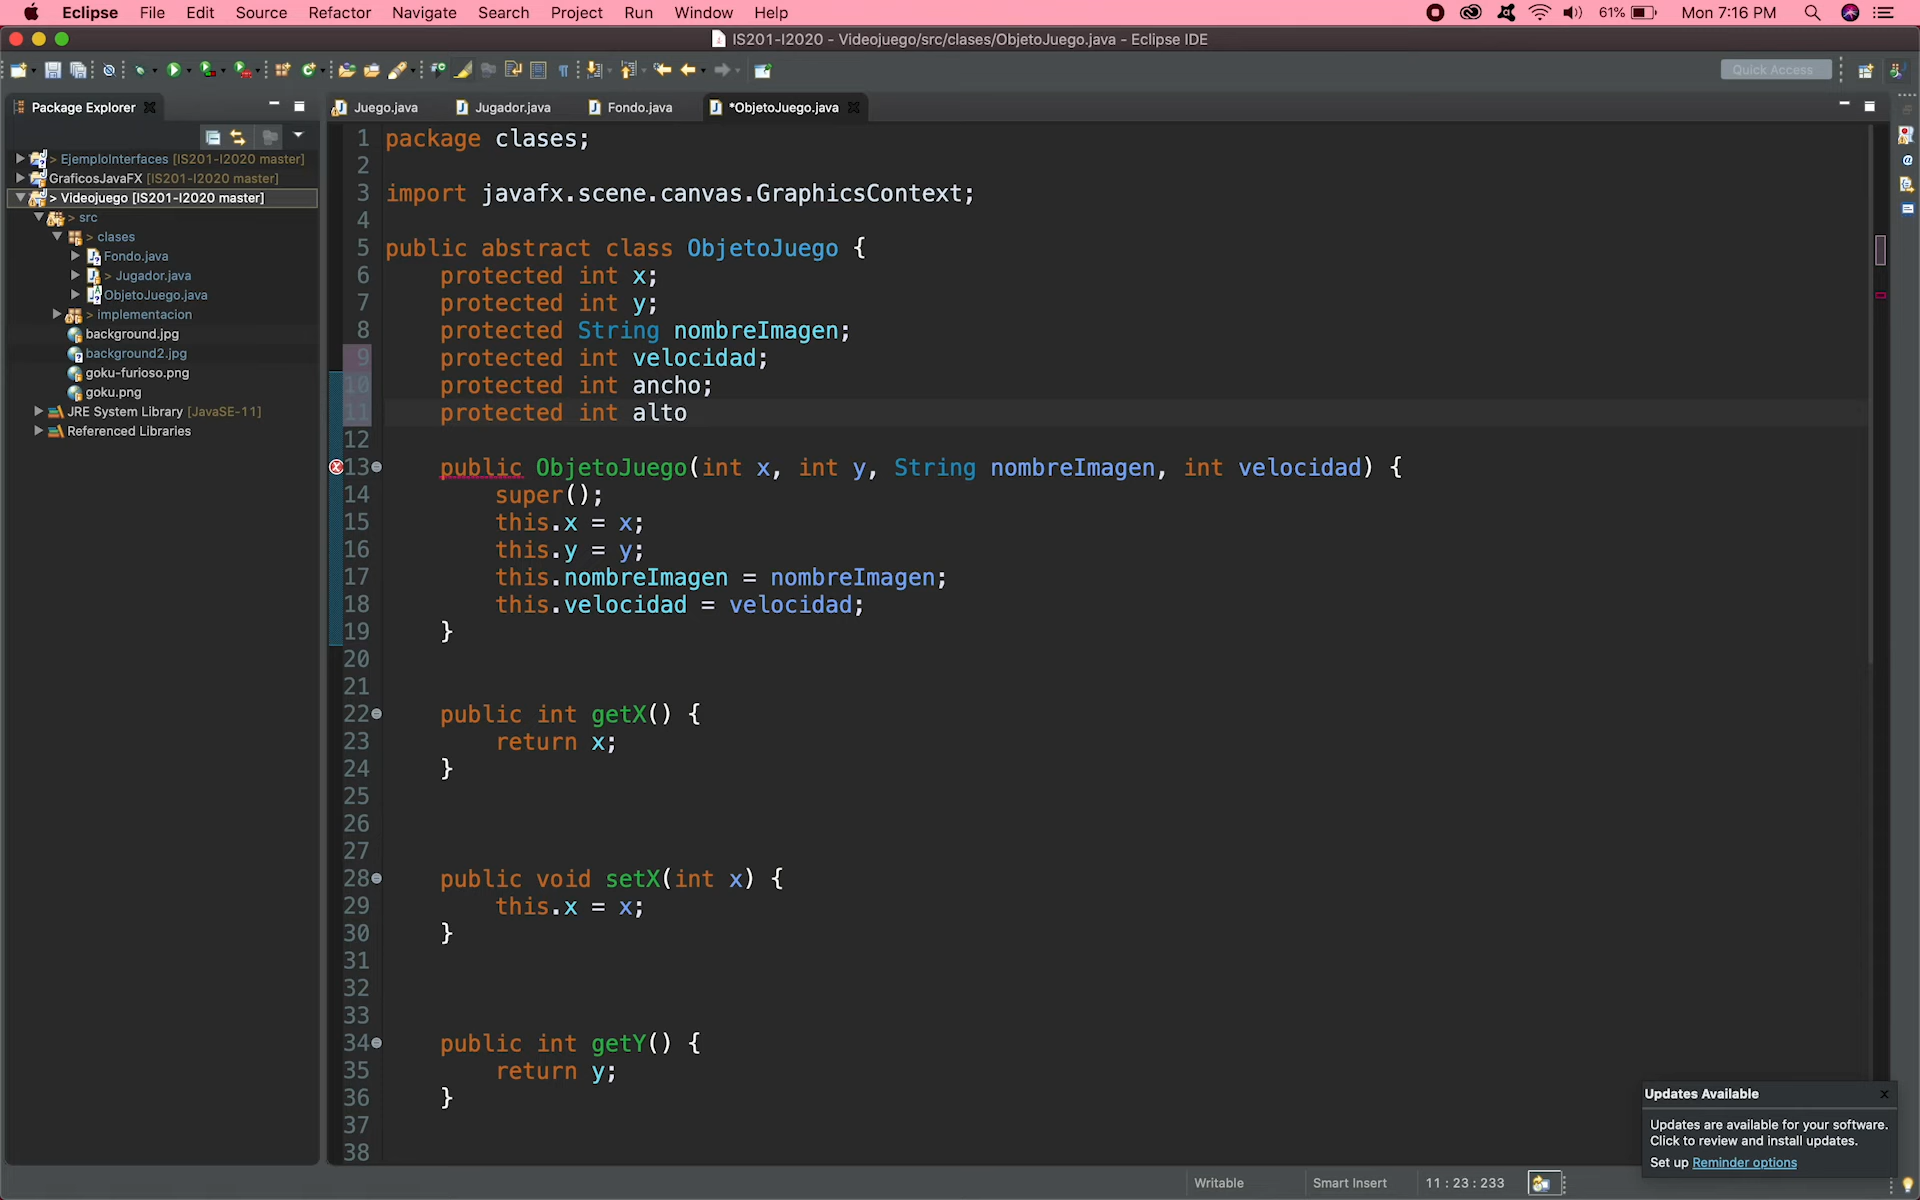 Eclipse File Edit Source Refactor Navigate Search Project Run Window Help 61% Mon 7:16 PM
IS201-I2020 - Videojuego/src/clases/ObjetoJuego.java - Eclipse IDE
Quick Access
Package Explorer
Juego.java Jugador.java Fondo.java *ObjetoJuego.java
> EjemploInterfaces [IS201-I2020 master]
GraficosJavaFX [IS201-I2020 master]
> Videojuego [IS201-I2020 master]
> src
> clases
Fondo.java
> Jugador.java
ObjetoJuego.java
> implementacion
background.jpg
background2.jpg
goku-furioso.png
goku.png
JRE System Library [JavaSE-11]
Referenced Libraries
1 package clases;
2
3 import javafx.scene.canvas.GraphicsContext;
4
5 public abstract class ObjetoJuego {
6 protected int x;
7 protected int y;
8 protected String nombreImagen;
9 protected int velocidad;
10 protected int ancho;
11 protected int alto
12
13 public ObjetoJuego(int x, int y, String nombreImagen, int velocidad) {
14 super();
15 this.x = x;
16 this.y = y;
17 this.nombreImagen = nombreImagen;
18 this.velocidad = velocidad;
19 }
20
21
22 public int getX() {
23 return x;
24 }
25
26
27
28 public void setX(int x) {
29 this.x = x;
30 }
31
32
33
34 public int getY() {
35 return y;
36 }
37
38
Updates Available
Updates are available for your software.
Click to review and install updates.
Set up Reminder options
Writable Smart Insert 11 : 23 : 233